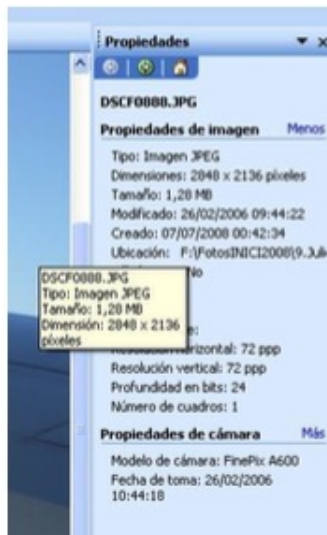 Propiedades
DSCF0888.JPG
Propiedades de imagen Menos
Tipo: Imagen JPEG
Dimensiones: 2848 x 2136 píxeles
Tamaño: 1,28 MB
Modificado: 26/02/2006 09:44:22
Creado: 07/07/2008 00:42:34
Ubicación: F:\FotosINICI2008\9.Juli
No
DSCF0888.JPG
Tipo: Imagen JPEG
Tamaño: 1,28 MB
Dimensión: 2848 x 2136
píxeles
horizontal: 72 ppp
Resolución vertical: 72 ppp
Profundidad en bits: 24
Número de cuadros: 1
Propiedades de cámara Más
Modelo de cámara: FinePix A600
Fecha de toma: 26/02/2006
10:44:18